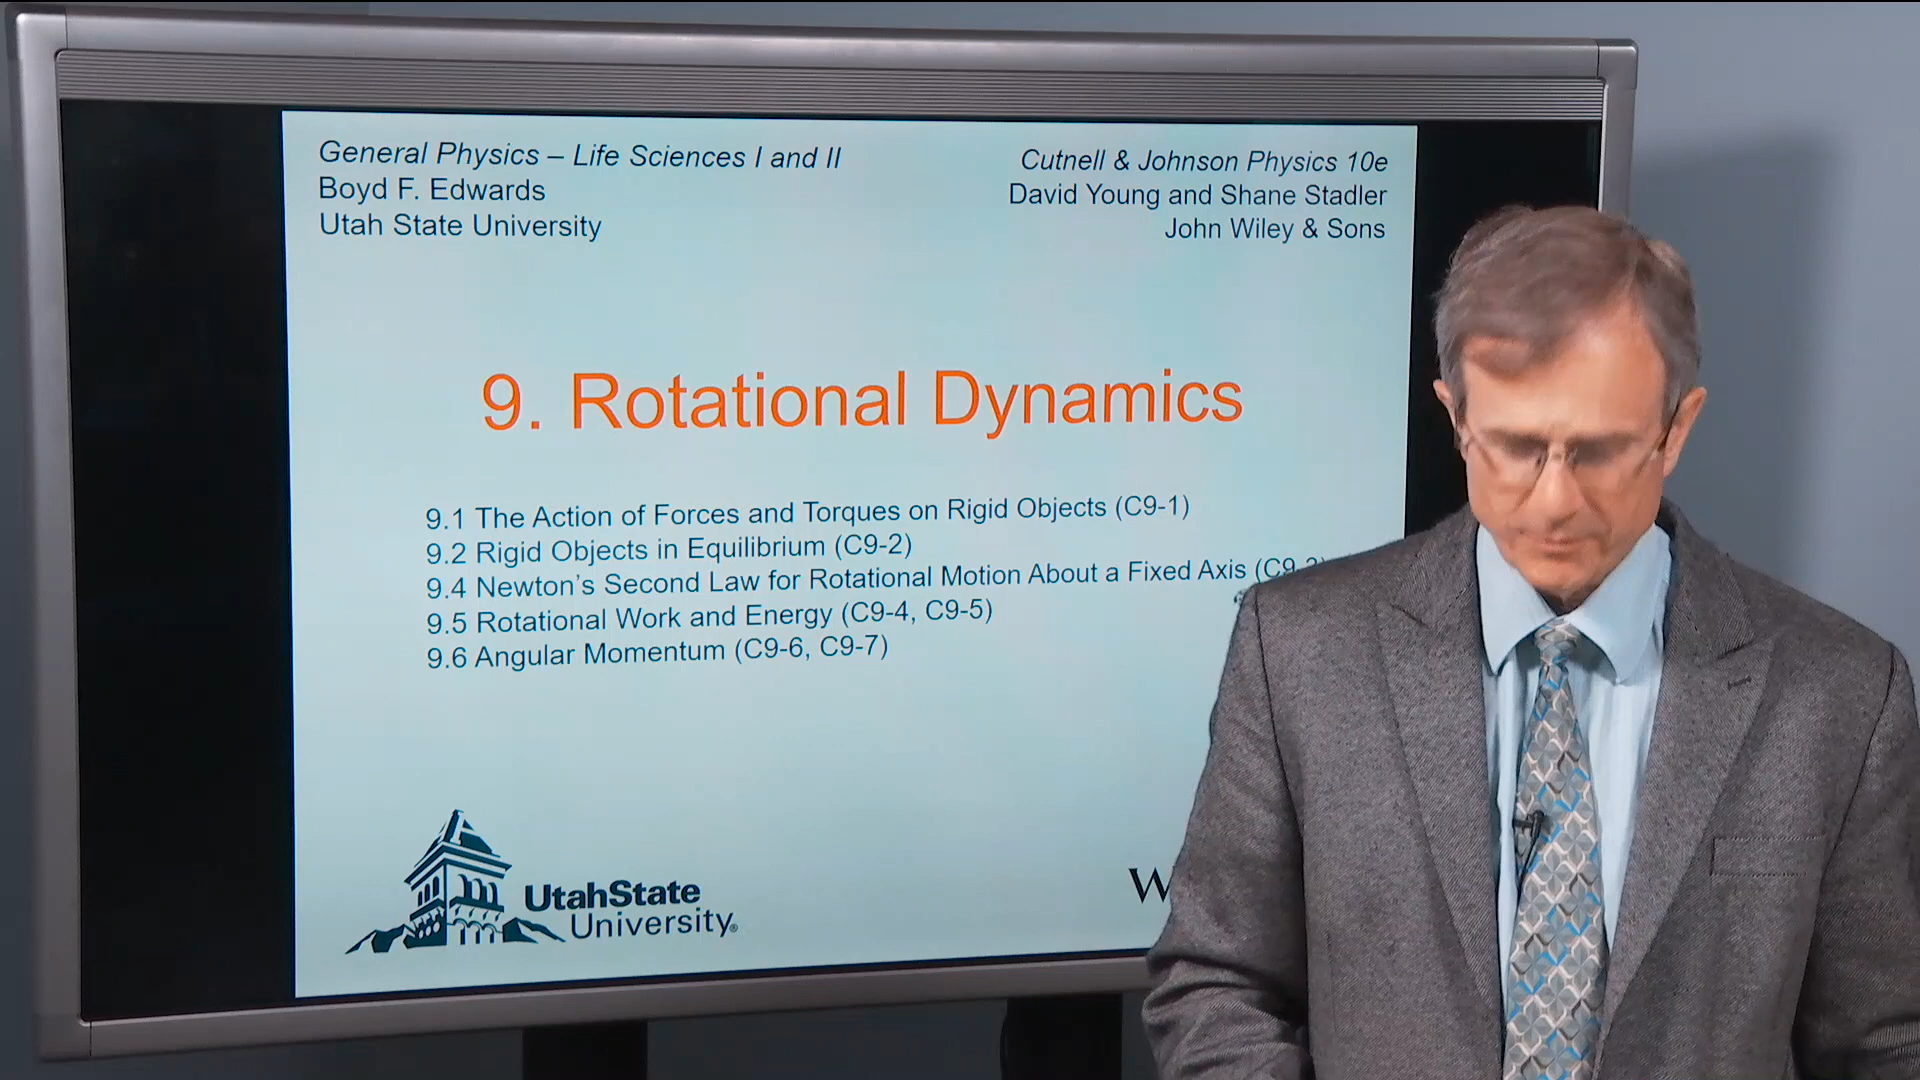 General Physics – Life Sciences I and II
Boyd F. Edwards
Utah State University
Cutnell & Johnson Physics 10e
David Young and Shane Stadler
John Wiley & Sons
9. Rotational Dynamics
9.1 The Action of Forces and Torques on Rigid Objects (C9-1)
9.2 Rigid Objects in Equilibrium (C9-2)
9.4 Newton's Second Law for Rotational Motion About a Fixed Axis (C9-3)
9.5 Rotational Work and Energy (C9-4, C9-5)
9.6 Angular Momentum (C9-6, C9-7)
UtahState
University®